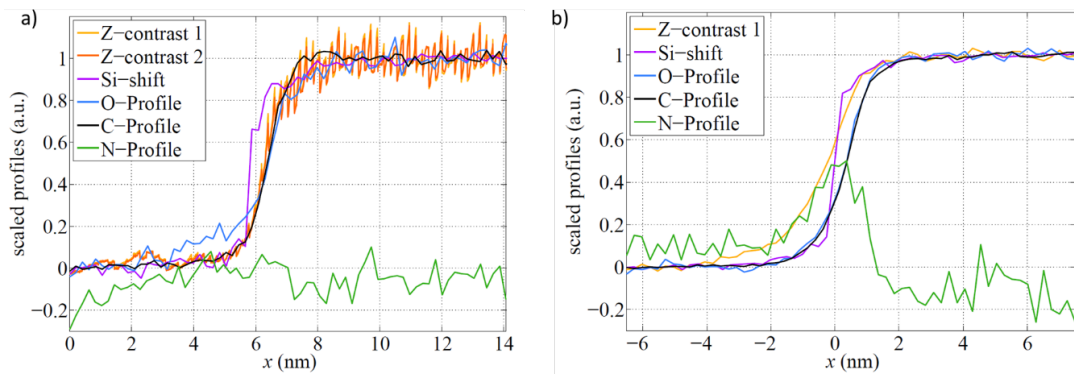 a)
Z−contrast 1
Z−contrast 2
Si−shift
O−Profile
C−Profile
N−Profile
scaled profiles (a.u.)
1
0.8
0.6
0.4
0.2
0
−0.2
0 2 4 6 8 10 12 14
x (nm)
b)
Z−contrast 1
Si−shift
O−Profile
C−Profile
N−Profile
scaled profiles (a.u.)
1
0.8
0.6
0.4
0.2
0
−0.2
−6 −4 −2 0 2 4 6
x (nm)